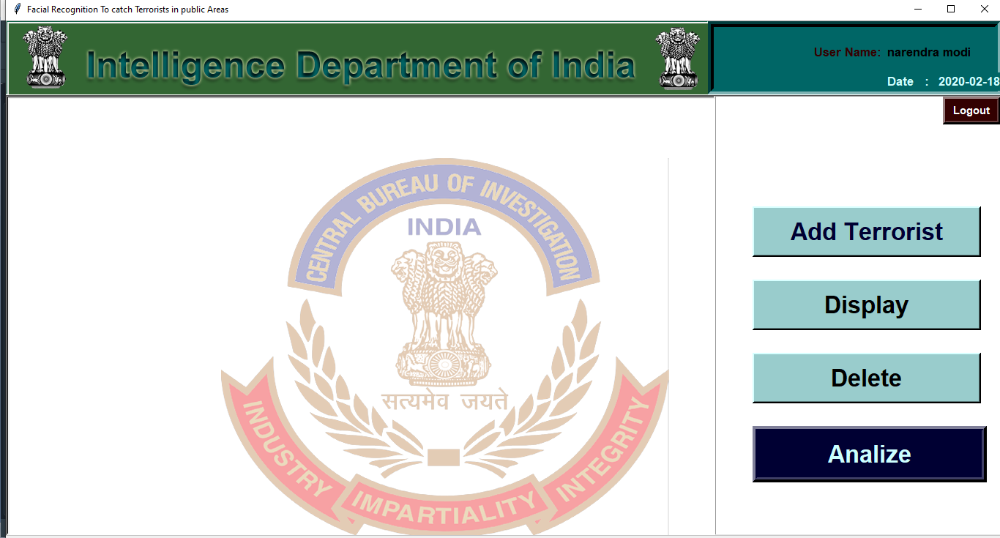 Facial Recognition To catch Terrorists in public Areas
Intelligence Department of India
User Name: narendra modi
Date : 2020-02-18
Logout
CENTRAL BUREAU OF INVESTIGATION
INDIA
सत्यमेव जयते
INDUSTRY
IMPARTIALITY
INTEGRITY
Add Terrorist
Display
Delete
Analize